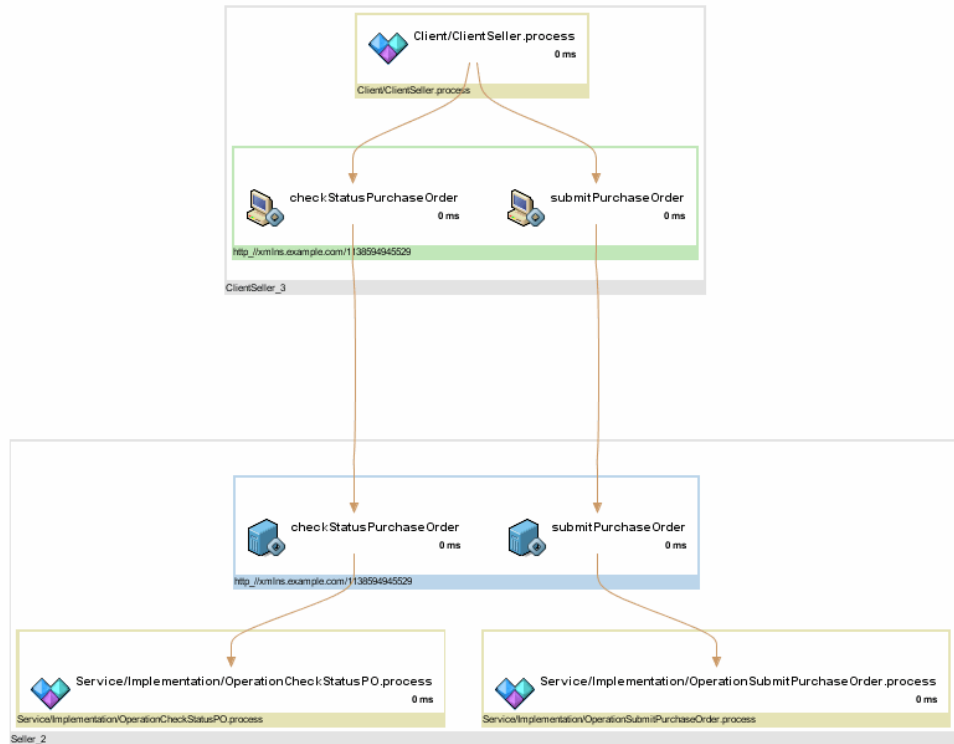 Client/ClientSeller.process
0 ms
Client/ClientSeller.process
checkStatusPurchaseOrder
0 ms
submitPurchaseOrder
0 ms
http_//xmlns.example.com/1138594945529
ClientSeller_3
checkStatusPurchaseOrder
0 ms
submitPurchaseOrder
0 ms
http_//xmlns.example.com/1138594945529
Service/Implementation/OperationCheckStatusPO.process
0 ms
Service/Implementation/OperationCheckStatusPO.process
Service/Implementation/OperationSubmitPurchaseOrder.process
0 ms
Service/Implementation/OperationSubmitPurchaseOrder.process
Seller_2